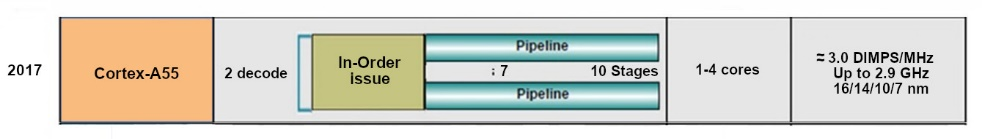 2017
Cortex-A55
2 decode
In-Order
issue
Pipeline
: 7
10 Stages
Pipeline
1-4 cores
≈ 3.0 DIMPS/MHz
Up to 2.9 GHz
16/14/10/7 nm